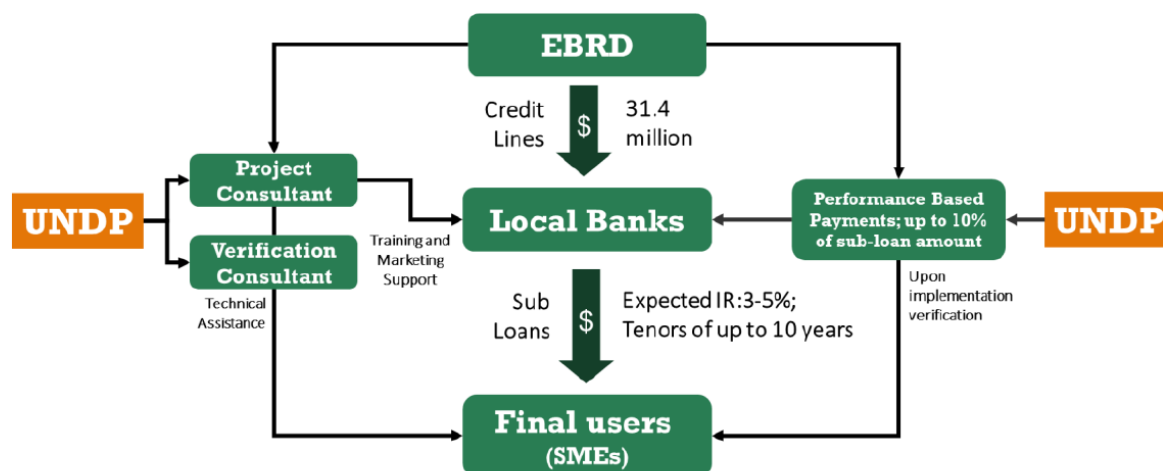 EBRD
Credit
Lines
$
31.4
million
UNDP
Project
Consultant
Verification
Consultant
Training and
Marketing
Support
Technical
Assistance
Local Banks
Performance Based
Payments; up to 10%
of sub-loan amount
UNDP
Upon
implementation
verification
Sub
Loans
$
Expected IR:3-5%;
Tenors of up to 10 years
Final users
(SMEs)